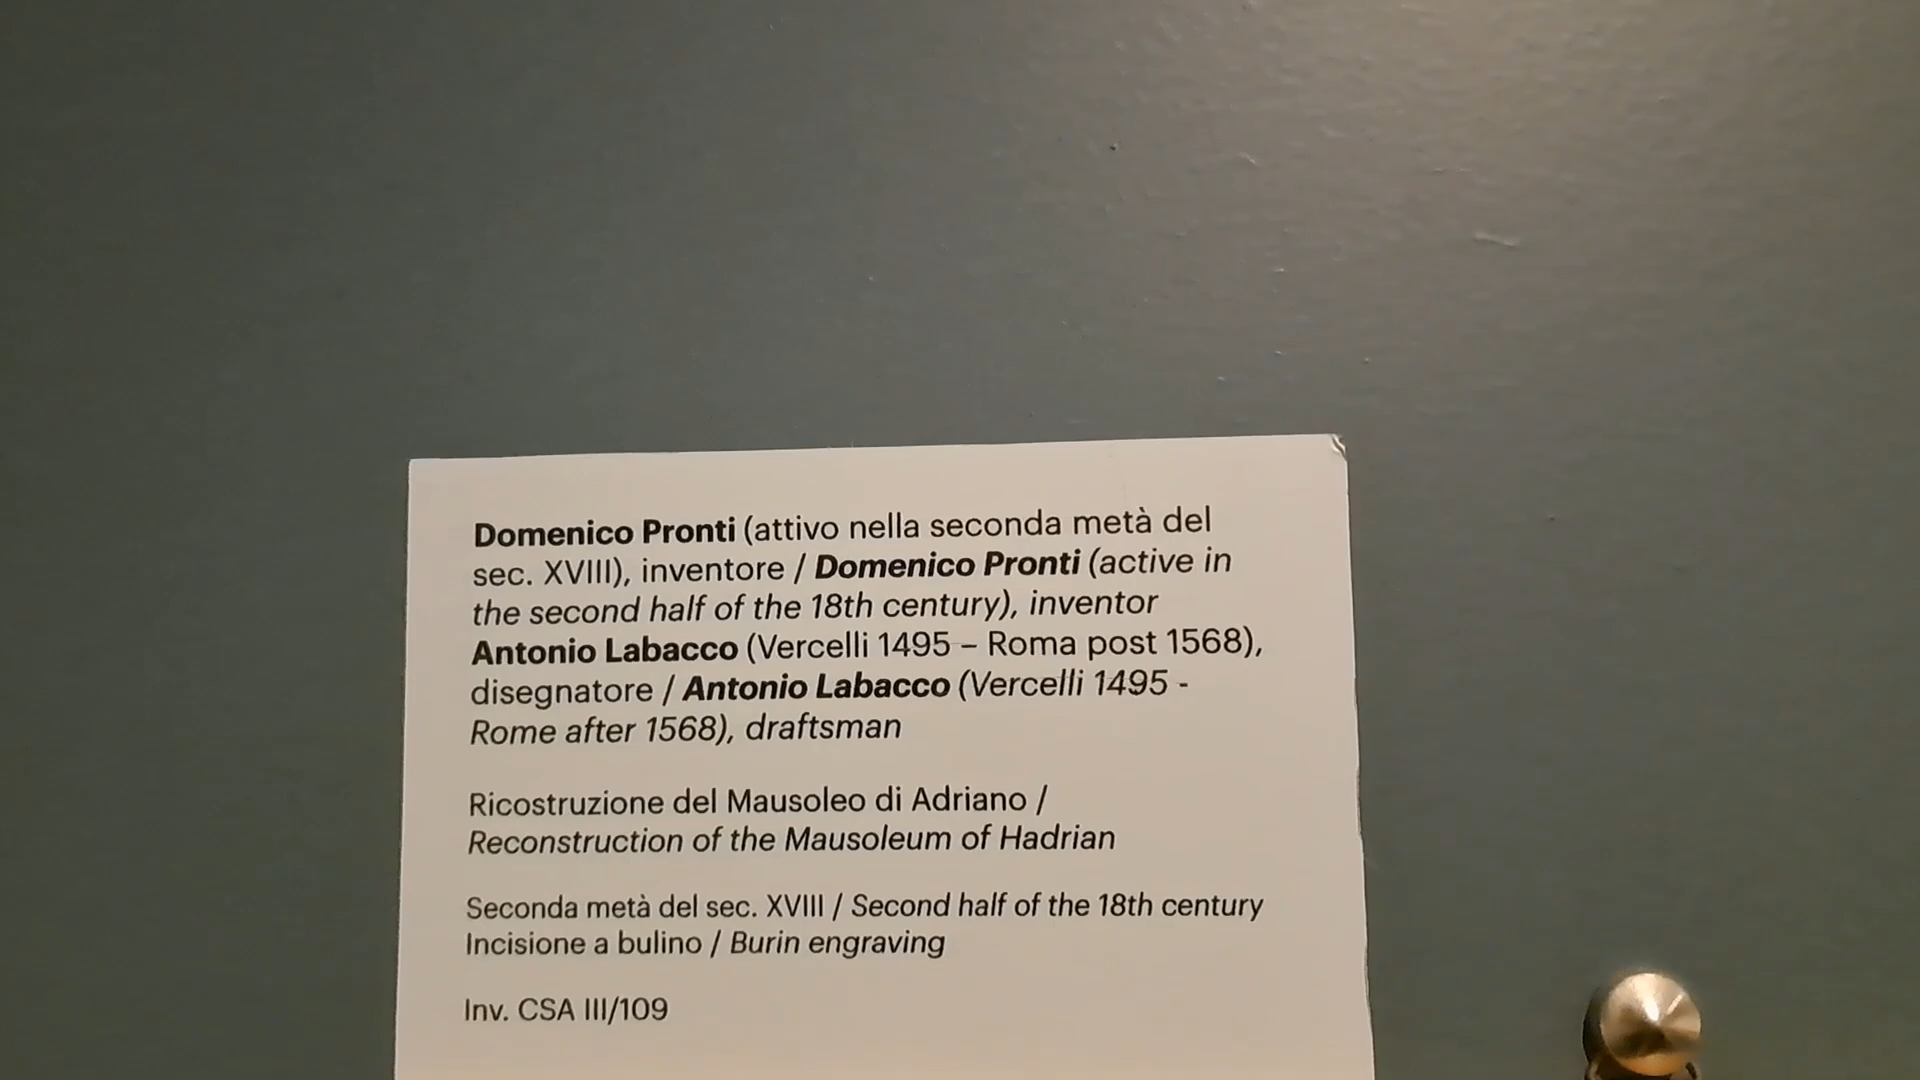 Domenico Pronti (attivo nella seconda metà del
sec. XVIII), inventore / Domenico Pronti (active in
the second half of the 18th century), inventor
Antonio Labacco (Vercelli 1495 – Roma post 1568),
disegnatore / Antonio Labacco (Vercelli 1495 -
Rome after 1568), draftsman
Ricostruzione del Mausoleo di Adriano /
Reconstruction of the Mausoleum of Hadrian
Seconda metà del sec. XVIII / Second half of the 18th century
Incisione a bulino / Burin engraving
Inv. CSA III/109